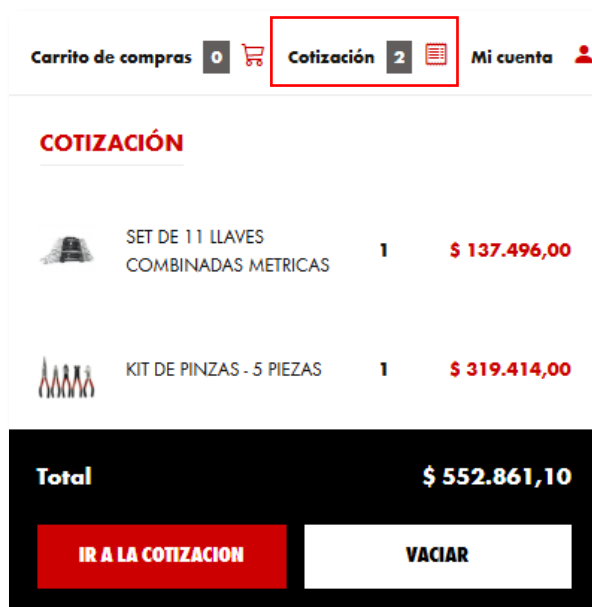 Carrito de compras 0 Cotización 2 Mi cuenta
COTIZACIÓN
SET DE 11 LLAVES
COMBINADAS METRICAS 1 $ 137.496,00
KIT DE PINZAS - 5 PIEZAS 1 $ 319.414,00
Total $ 552.861,10
IR A LA COTIZACION VACIAR